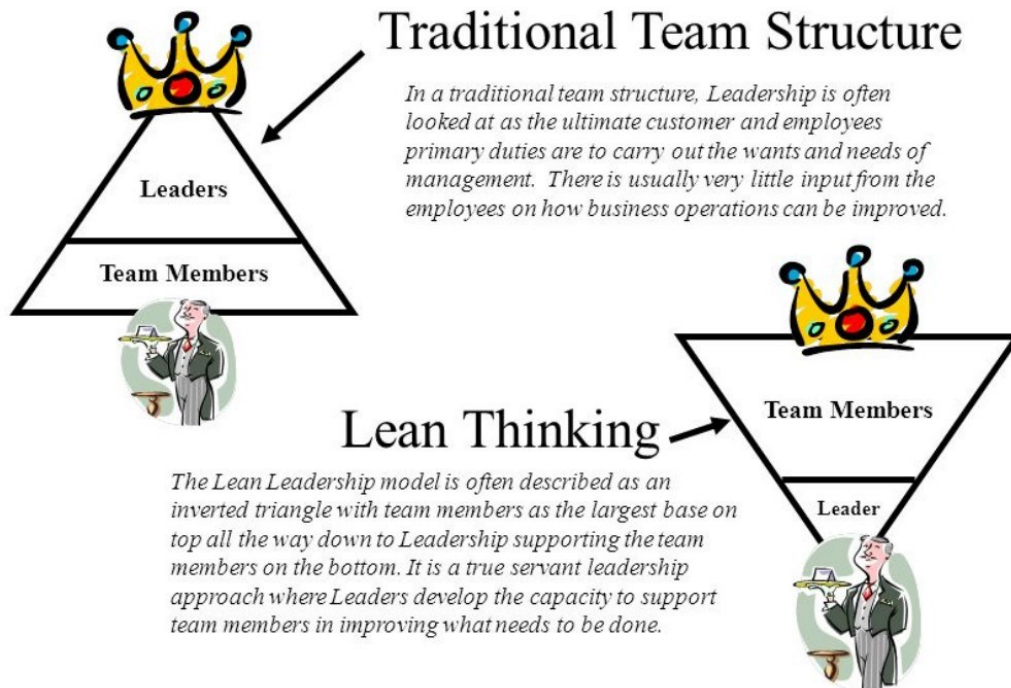 Traditional Team Structure
In a traditional team structure, Leadership is often
looked at as the ultimate customer and employees
primary duties are to carry out the wants and needs of
management. There is usually very little input from the
employees on how business operations can be improved.
Leaders
Team Members
Team Members
Leader
Lean Thinking
The Lean Leadership model is often described as an
inverted triangle with team members as the largest base on
top all the way down to Leadership supporting the team
members on the bottom. It is a true servant leadership
approach where Leaders develop the capacity to support
team members in improving what needs to be done.